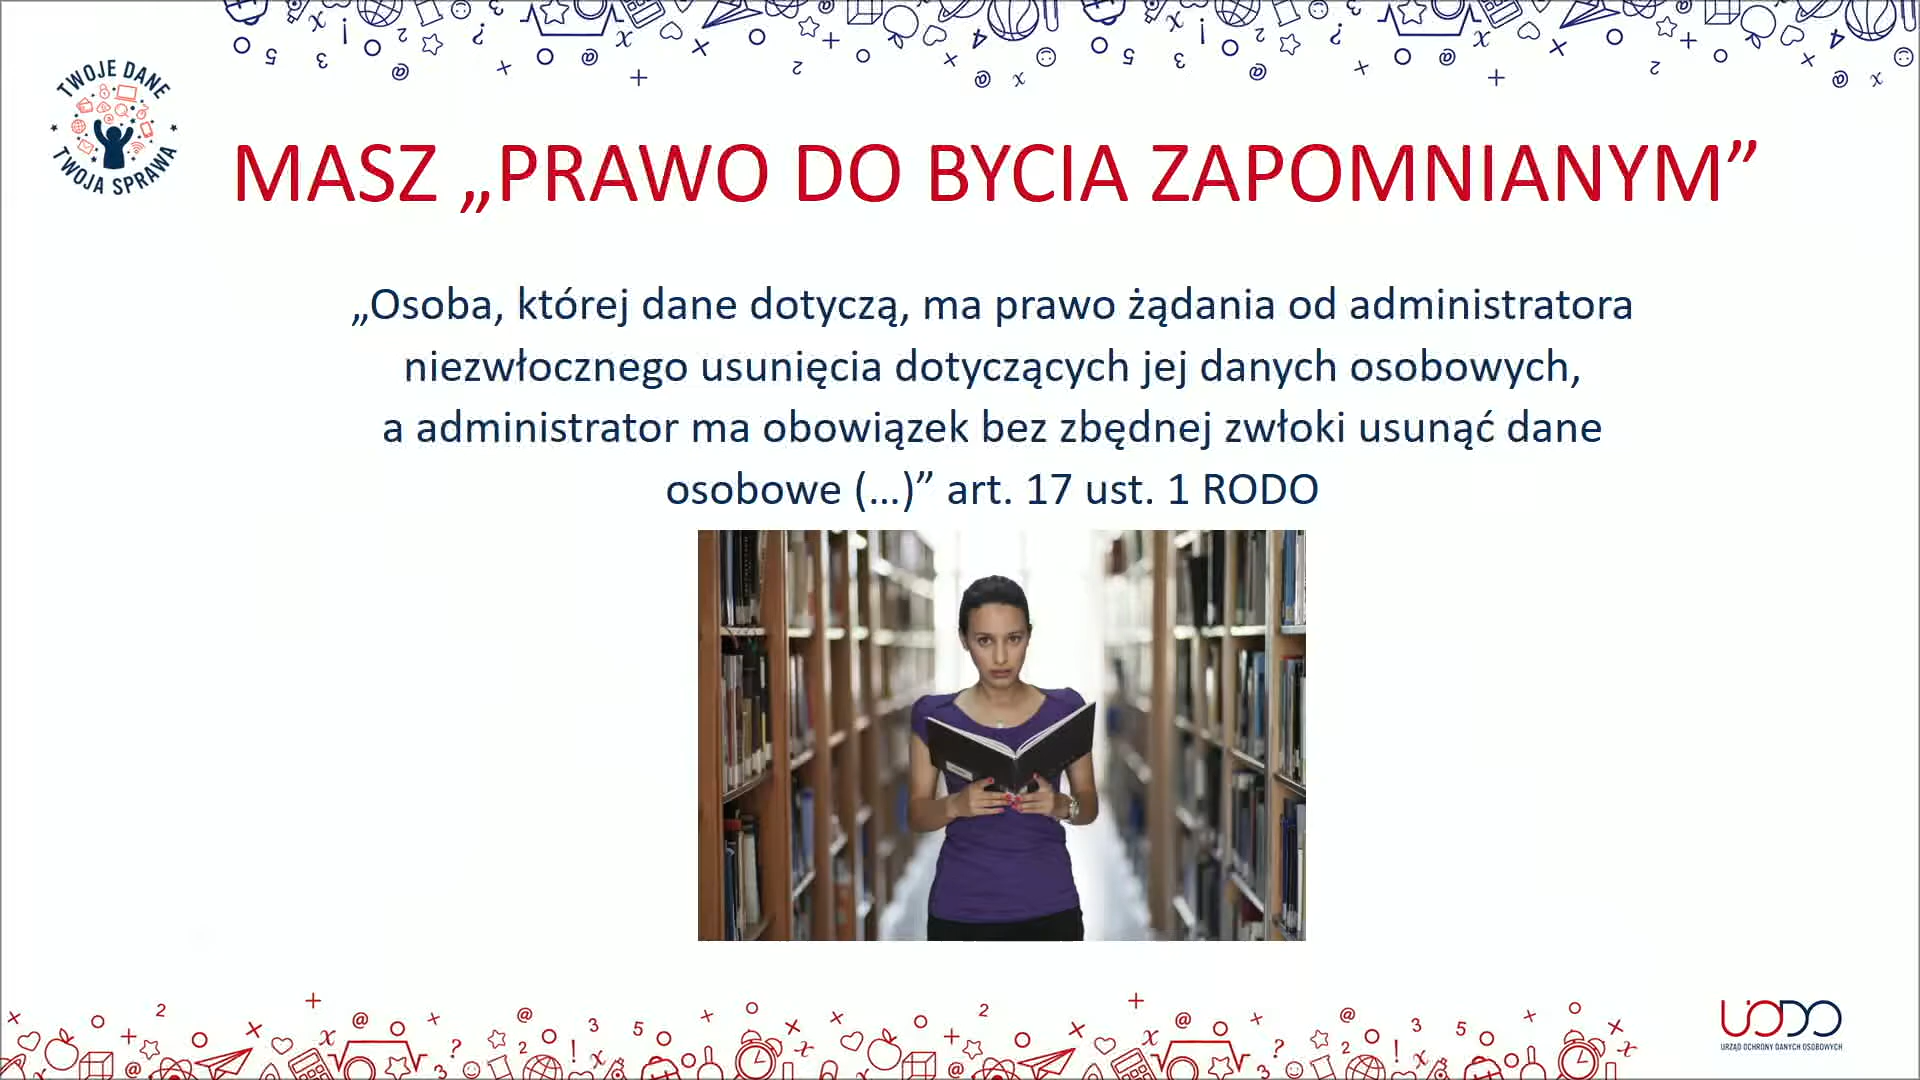 TWOJE DANE
TWOJA SPRAWA
MASZ „PRAWO DO BYCIA ZAPOMNIANYM”
„Osoba, której dane dotyczą, ma prawo żądania od administratora
niezwłocznego usunięcia dotyczących jej danych osobowych,
a administrator ma obowiązek bez zbędnej zwłoki usunąć dane
osobowe (...)” art. 17 ust. 1 RODO
UODO
URZĄD OCHRONY DANYCH OSOBOWYCH